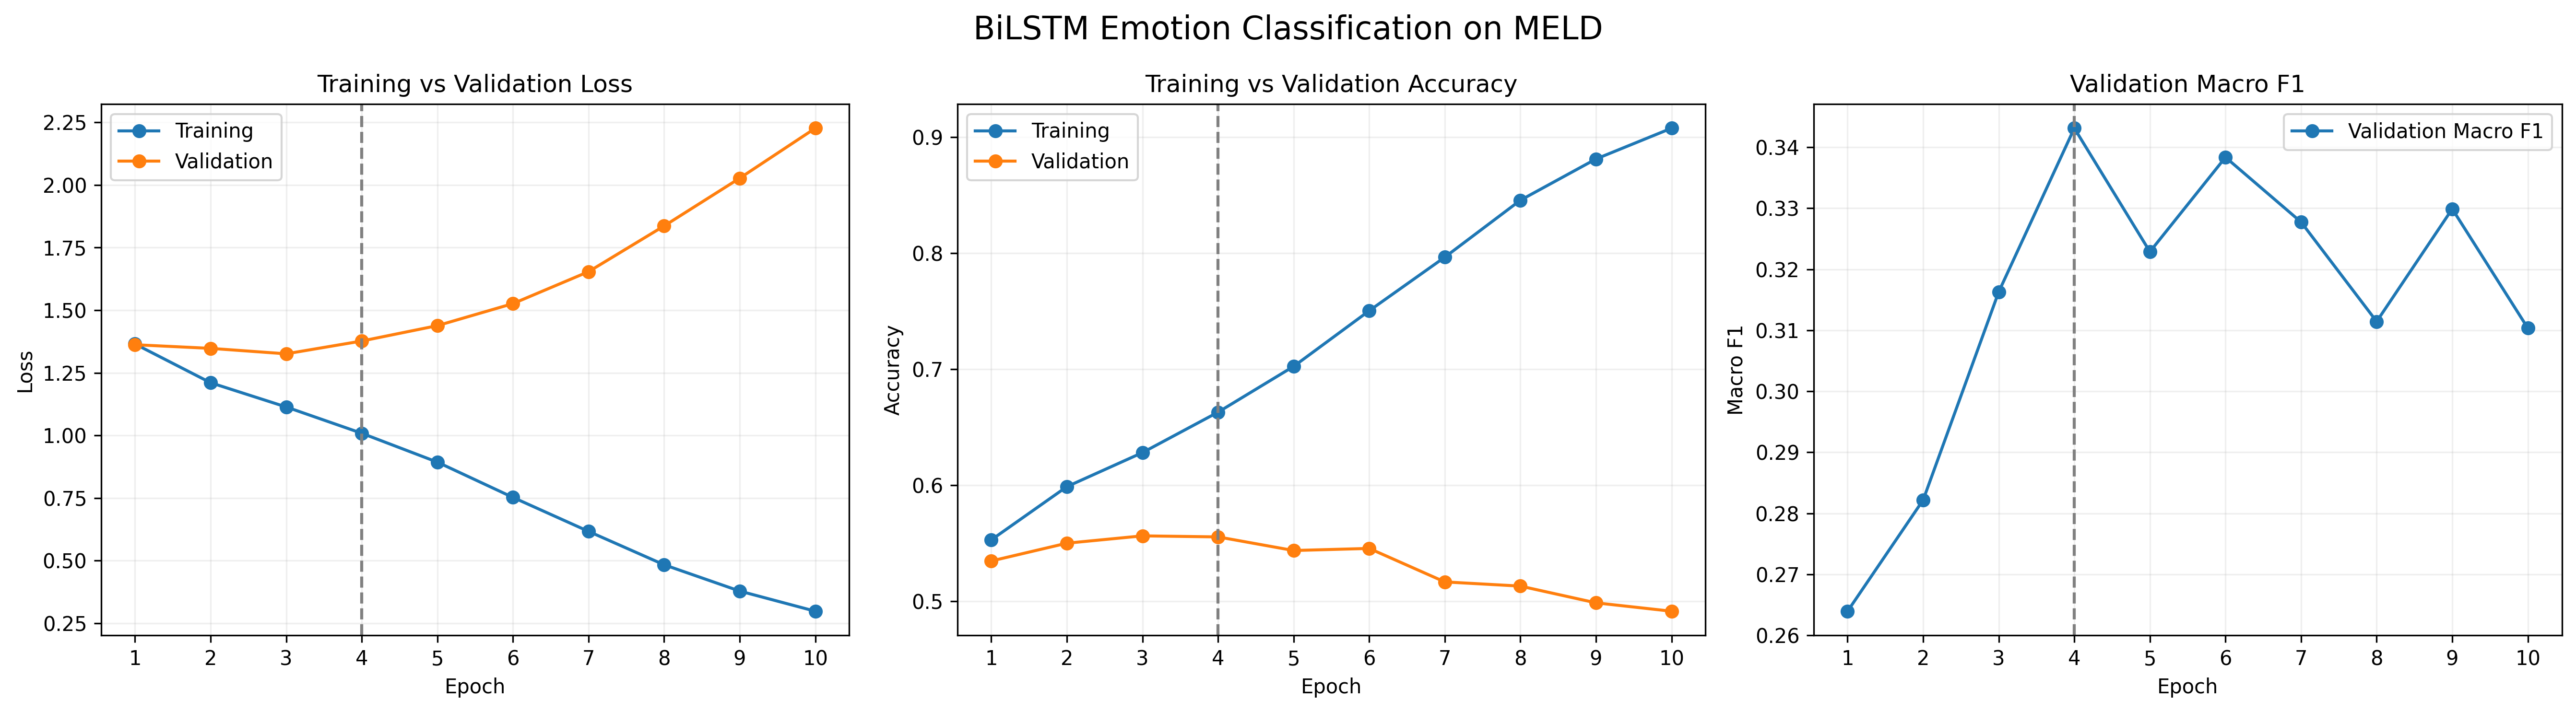 BiLSTM Emotion Classification on MELD
Training vs Validation Loss
Training
Validation
2.25
2.00
1.75
1.50
1.25
1.00
0.75
0.50
0.25
Loss
1 2 3 4 5 6 7 8 9 10
Epoch
Training vs Validation Accuracy
Training
Validation
0.9
0.8
0.7
0.6
0.5
Accuracy
1 2 3 4 5 6 7 8 9 10
Epoch
Validation Macro F1
Validation Macro F1
0.34
0.33
0.32
0.31
0.30
0.29
0.28
0.27
0.26
Macro F1
1 2 3 4 5 6 7 8 9 10
Epoch